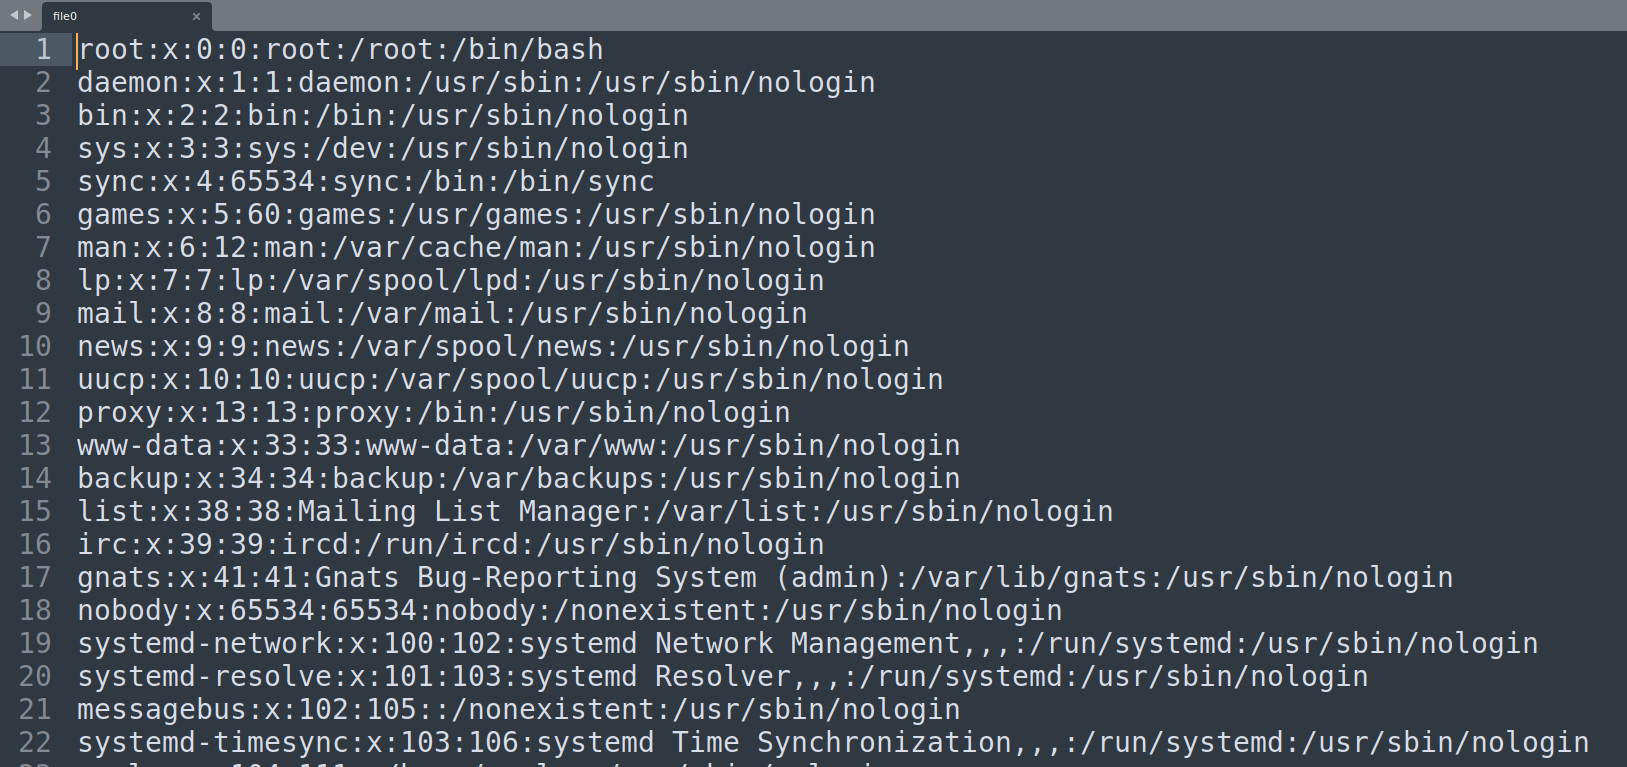 file0
1 root:x:0:0:root:/root:/bin/bash
2 daemon:x:1:1:daemon:/usr/sbin:/usr/sbin/nologin
3 bin:x:2:2:bin:/bin:/usr/sbin/nologin
4 sys:x:3:3:sys:/dev:/usr/sbin/nologin
5 sync:x:4:65534:sync:/bin:/bin/sync
6 games:x:5:60:games:/usr/games:/usr/sbin/nologin
7 man:x:6:12:man:/var/cache/man:/usr/sbin/nologin
8 lp:x:7:7:lp:/var/spool/lpd:/usr/sbin/nologin
9 mail:x:8:8:mail:/var/mail:/usr/sbin/nologin
10 news:x:9:9:news:/var/spool/news:/usr/sbin/nologin
11 uucp:x:10:10:uucp:/var/spool/uucp:/usr/sbin/nologin
12 proxy:x:13:13:proxy:/bin:/usr/sbin/nologin
13 www-data:x:33:33:www-data:/var/www:/usr/sbin/nologin
14 backup:x:34:34:backup:/var/backups:/usr/sbin/nologin
15 list:x:38:38:Mailing List Manager:/var/list:/usr/sbin/nologin
16 irc:x:39:39:ircd:/run/ircd:/usr/sbin/nologin
17 gnats:x:41:41:Gnats Bug-Reporting System (admin):/var/lib/gnats:/usr/sbin/nologin
18 nobody:x:65534:65534:nobody:/nonexistent:/usr/sbin/nologin
19 systemd-network:x:100:102:systemd Network Management,,,:/run/systemd:/usr/sbin/nologin
20 systemd-resolve:x:101:103:systemd Resolver,,,:/run/systemd:/usr/sbin/nologin
21 messagebus:x:102:105::/nonexistent:/usr/sbin/nologin
22 systemd-timesync:x:103:106:systemd Time Synchronization,,,:/run/systemd:/usr/sbin/nologin